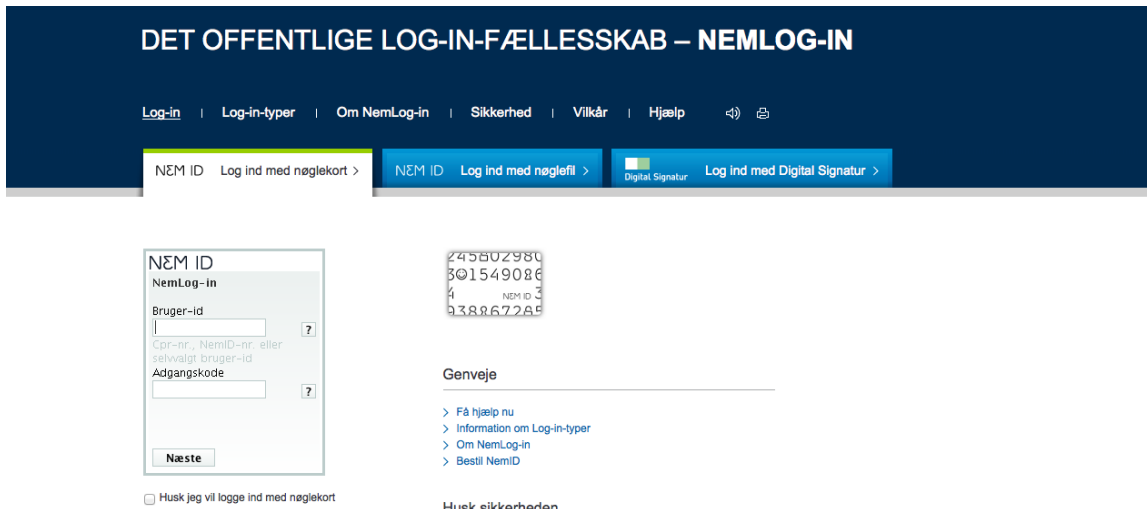 DET OFFENTLIGE LOG-IN-FÆLLESSKAB – NEMLOG-IN
Log-in | Log-in-typer | Om NemLog-in | Sikkerhed | Vilkår | Hjælp
NEM ID Log ind med nøglekort >
NEM ID Log ind med nøglefil >
Digital Signatur Log ind med Digital Signatur >
NEM ID
NemLog-in
Bruger-id
?
Cpr-nr., NemID-nr. eller
selvvalgt bruger-id
Adgangskode
?
Næste
Husk jeg vil logge ind med nøglekort
NEM ID
Genveje
> Få hjælp nu
> Information om Log-in-typer
> Om NemLog-in
> Bestil NemID
Husk sikkerheden